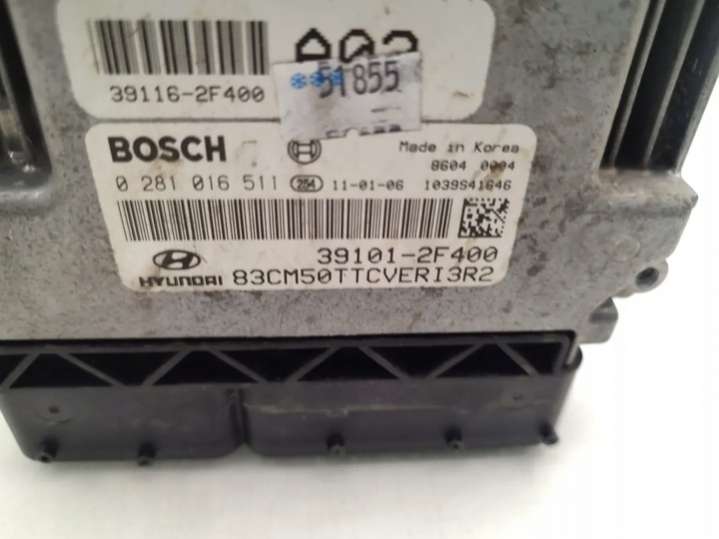 39116-2F400
***51855
BOSCH
Made in Korea
8604 0004
0 281 016 511 254 11-01-06 1039S41646
39101-2F400
HYUNDAI 83CM50TTCVERI3R2